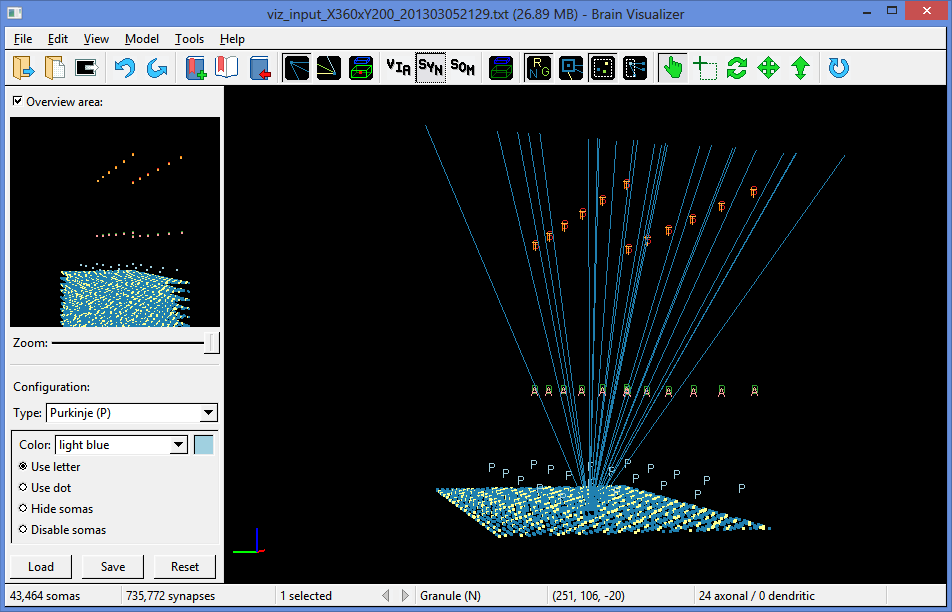 viz_input_X360xY200_201303052129.txt (26.89 MB) - Brain Visualizer
File Edit View Model Tools Help
VIA SYN SOM R N G
Overview area:
Zoom:
Configuration:
Type: Purkinje (P)
Color: light blue
Use letter
Use dot
Hide somas
Disable somas
Load Save Reset
P P P P P P P P P P P P P P P
43,464 somas 735,772 synapses 1 selected Granule (N) (251, 106, -20) 24 axonal / 0 dendritic